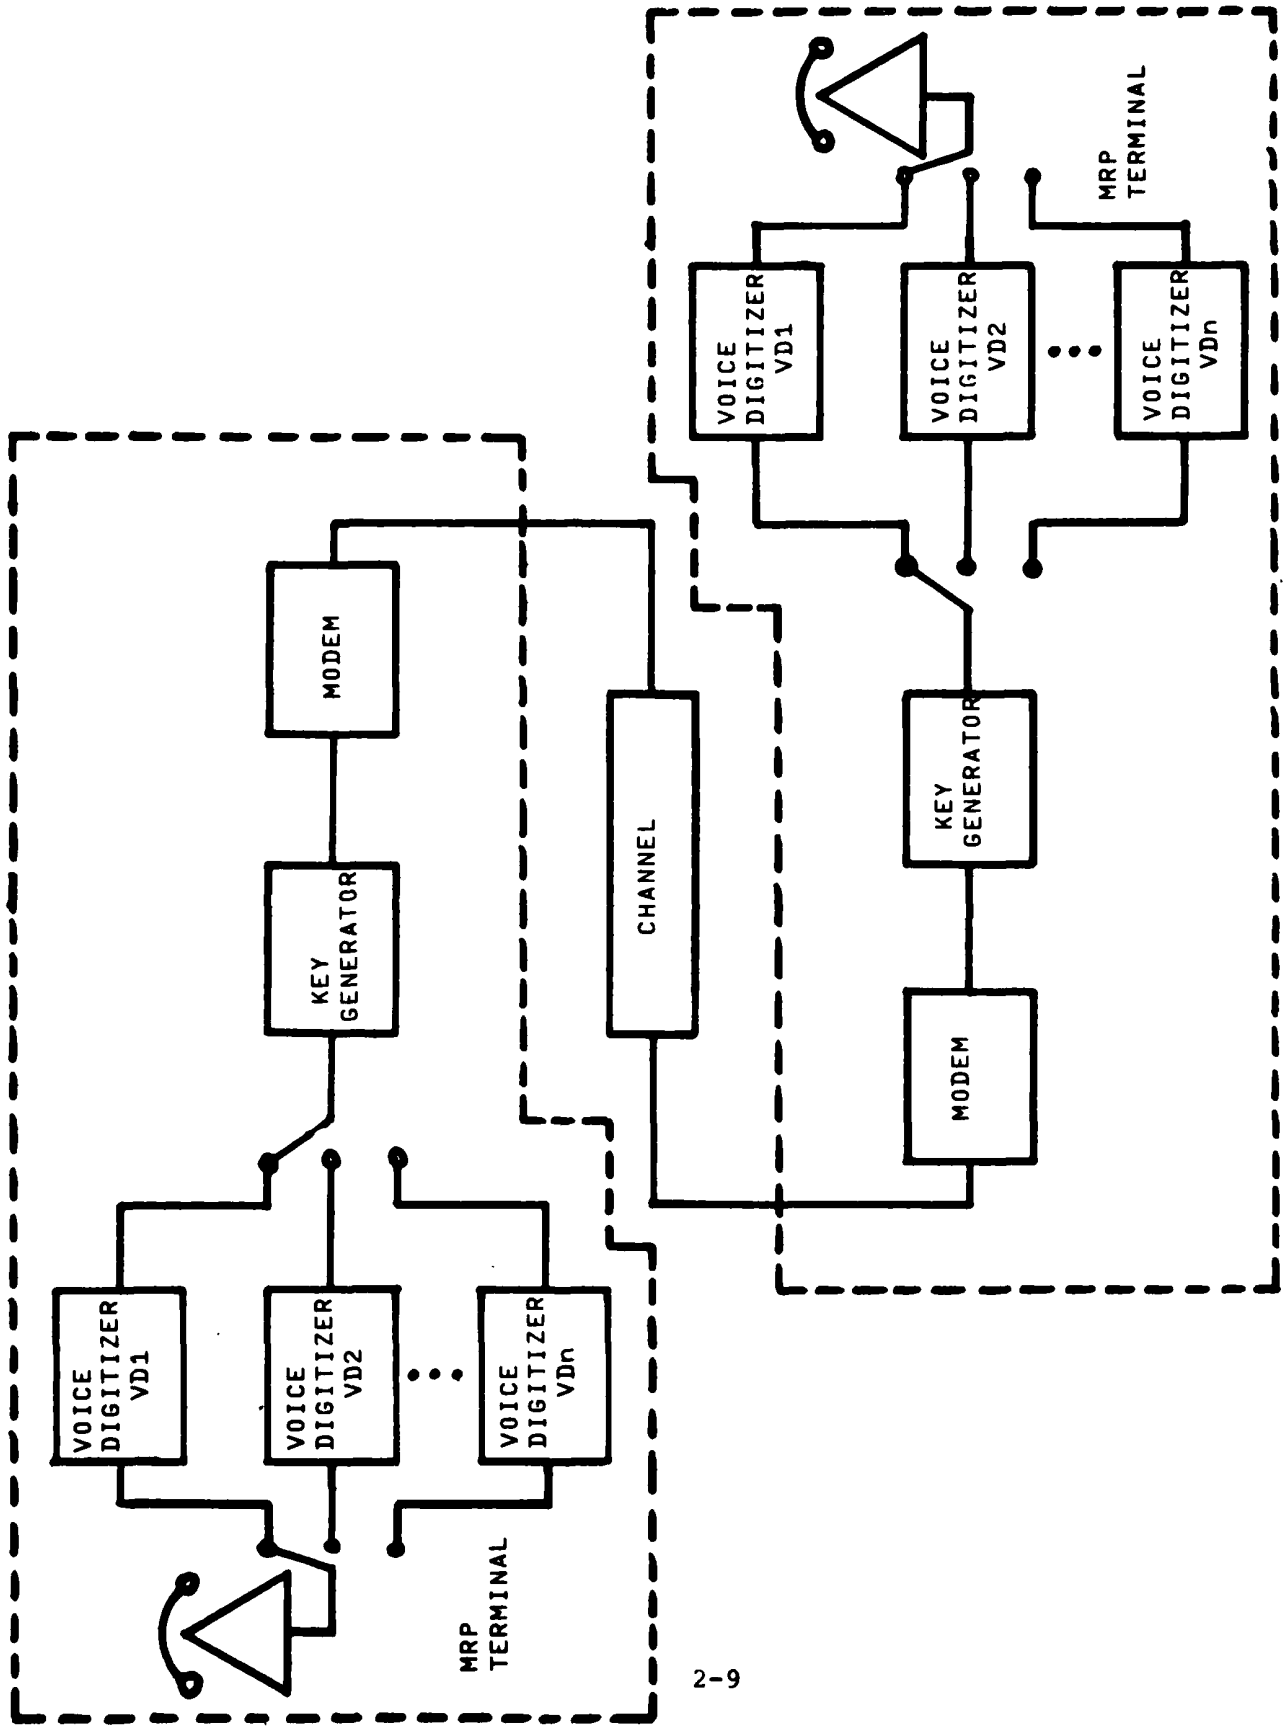 VOICE
DIGITIZER
VD1
VOICE
DIGITIZER
VD2
VOICE
DIGITIZER
VDn
MRP
TERMINAL
KEY
GENERATOR
MODEM
CHANNEL
MODEM
KEY
GENERATOR
VOICE
DIGITIZER
VD1
VOICE
DIGITIZER
VD2
VOICE
DIGITIZER
VDn
MRP
TERMINAL
2-9